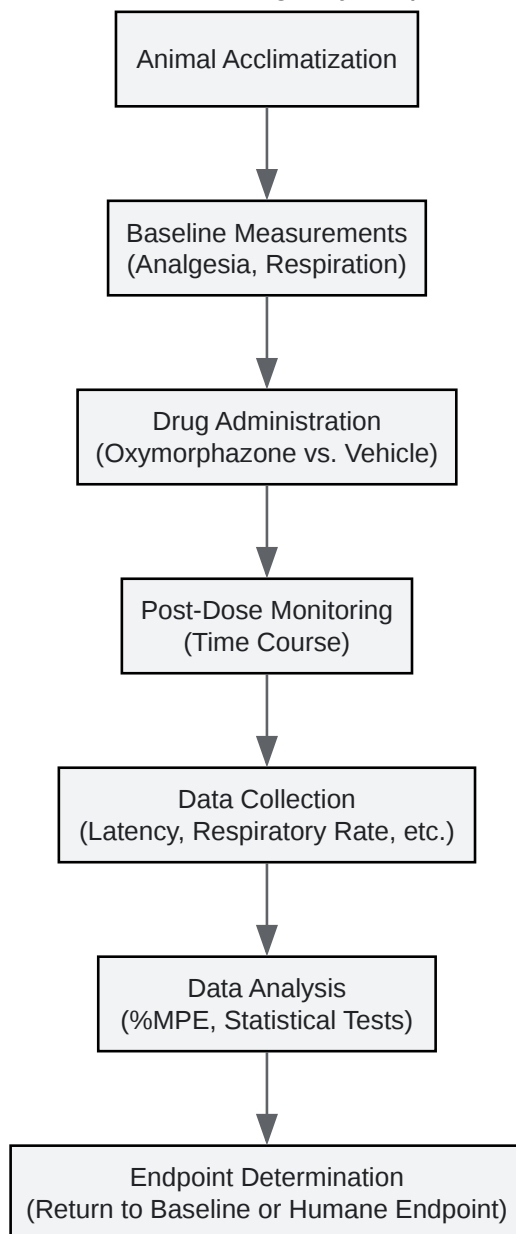 Animal Acclimatization
Baseline Measurements
(Analgesia, Respiration)
Drug Administration
(Oxymorphazone vs. Vehicle)
Post-Dose Monitoring
(Time Course)
Data Collection
(Latency, Respiratory Rate, etc.)
Data Analysis
(%MPE, Statistical Tests)
Endpoint Determination
(Return to Baseline or Humane Endpoint)